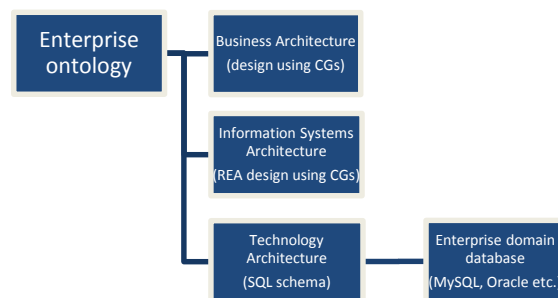 Enterprise
ontology
Business Architecture
(design using CGs)
Information Systems
Architecture
(REA design using CGs)
Technology
Architecture
(SQL schema)
Enterprise domain
database
(MySQL, Oracle etc.